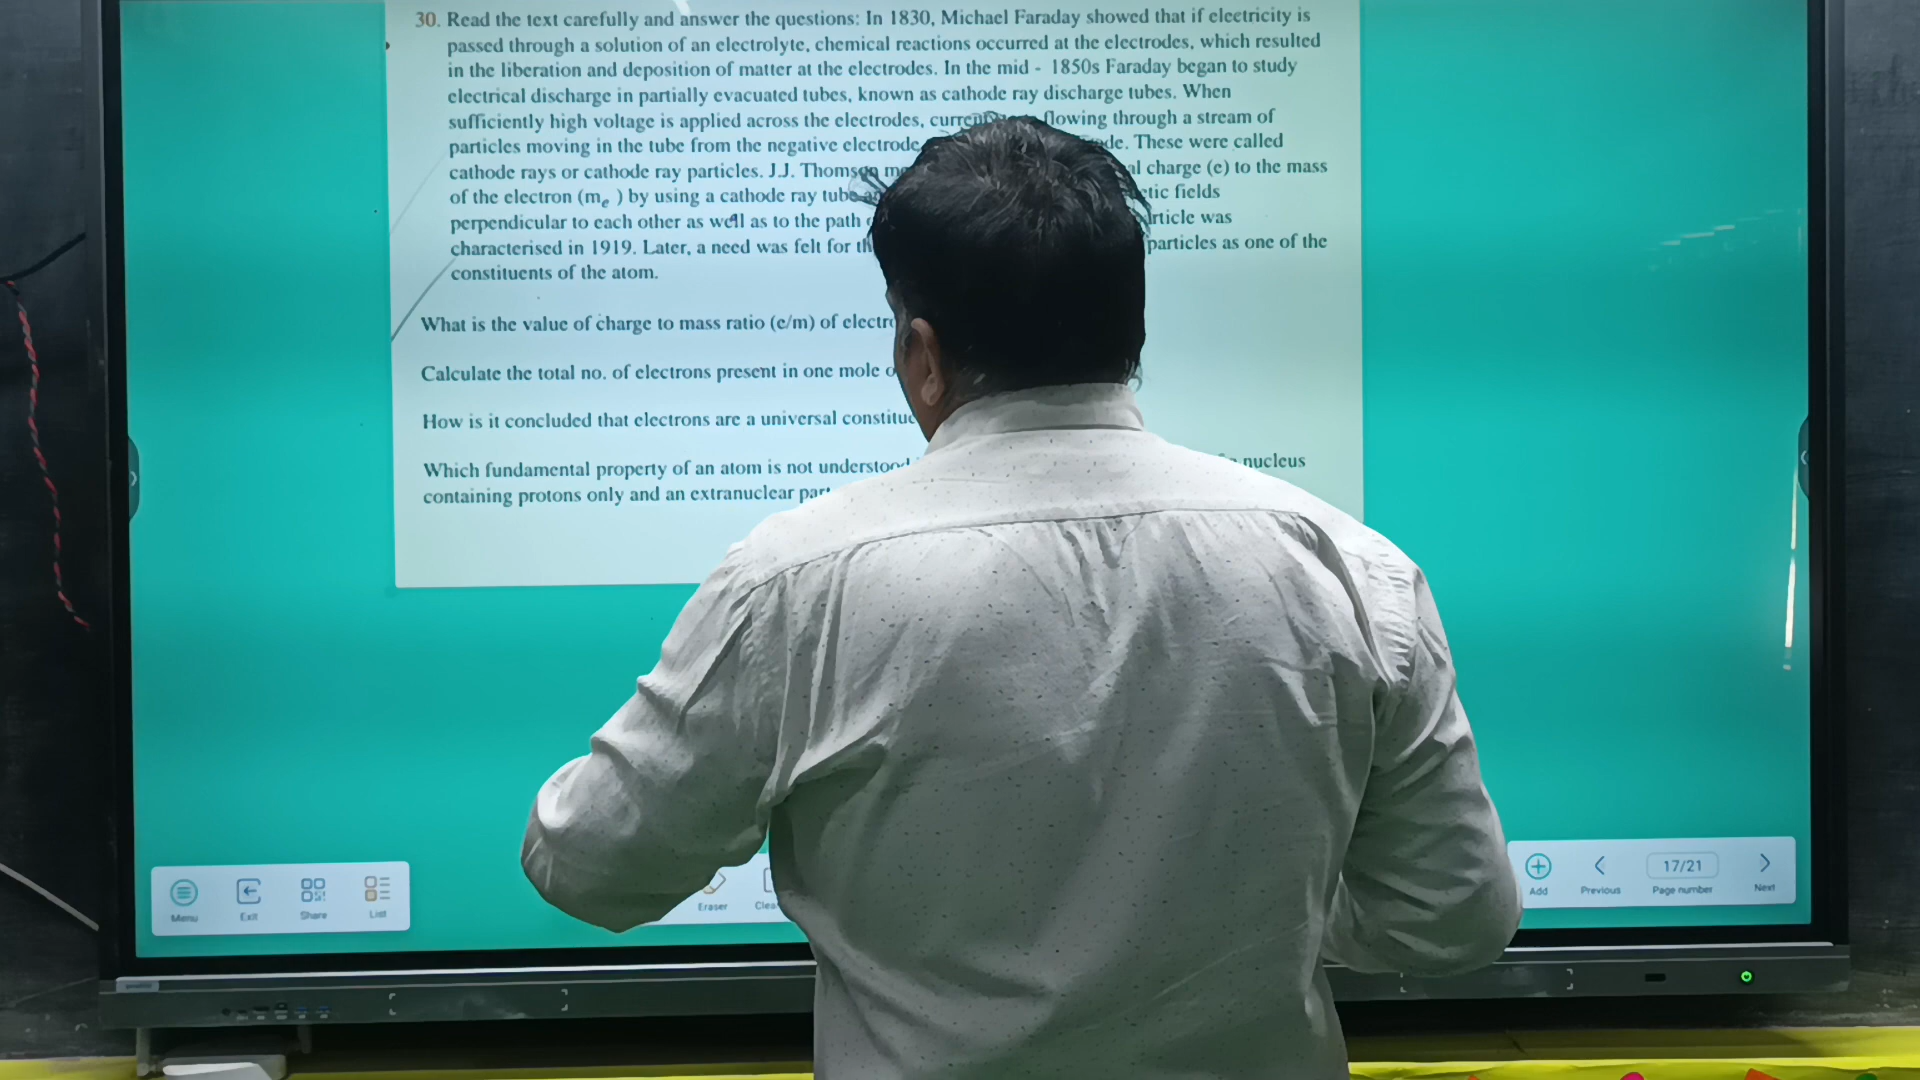 30. Read the text carefully and answer the questions: In 1830, Michael Faraday showed that if electricity is
passed through a solution of an electrolyte, chemical reactions occurred at the electrodes, which resulted
in the liberation and deposition of matter at the electrodes. In the mid - 1850s Faraday began to study
electrical discharge in partially evacuated tubes, known as cathode ray discharge tubes. When
sufficiently high voltage is applied across the electrodes, flowing through a stream of
particles moving in the tube from the negative electrode These were called
cathode rays or cathode ray particles. J.J. Thomson charge (e) to the mass
of the electron (me ) by using a cathode ray tube fields
perpendicular to each other as well as to the path was
characterised in 1919. Later, a need was felt for particles as one of the
constituents of the atom.
What is the value of charge to mass ratio (e/m) of
Calculate the total no. of electrons present in one mole
How is it concluded that electrons are a universal
Which fundamental property of an atom is not understood nucleus
containing protons only and an extranuclear
Menu Exit Share List Eraser Add Previous 17/21 Page number Next